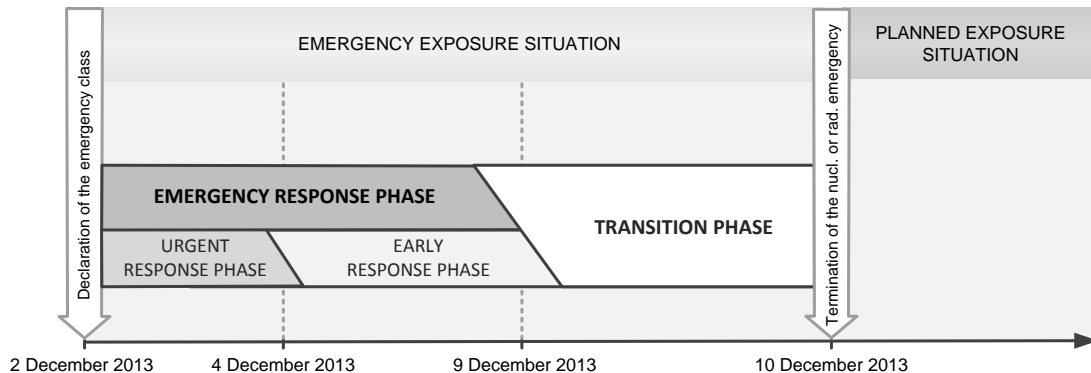 EMERGENCY EXPOSURE SITUATION
PLANNED EXPOSURE
SITUATION
Declaration of the emergency class
Termination of the nucl. or rad. emergency
EMERGENCY RESPONSE PHASE
TRANSITION PHASE
URGENT
RESPONSE PHASE
EARLY
RESPONSE PHASE
2 December 2013
4 December 2013
9 December 2013
10 December 2013